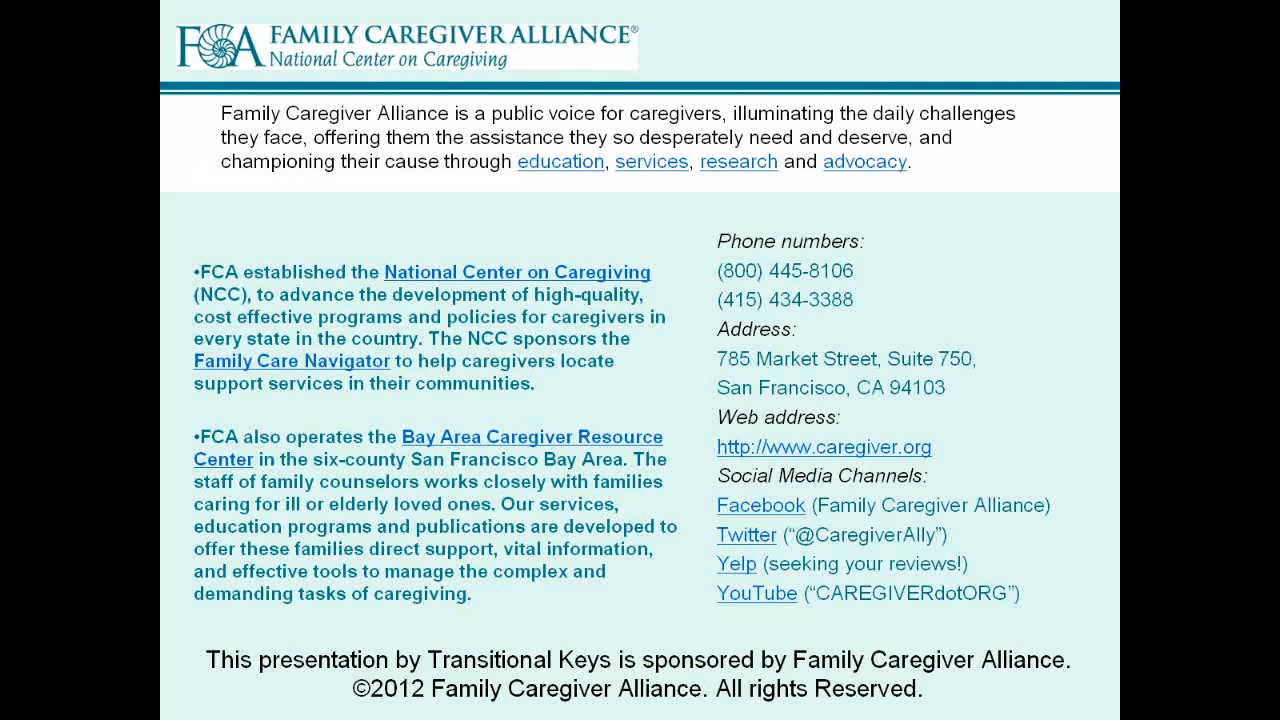 FCA FAMILY CAREGIVER ALLIANCE®
National Center on Caregiving
Family Caregiver Alliance is a public voice for caregivers, illuminating the daily challenges
they face, offering them the assistance they so desperately need and deserve, and
championing their cause through education, services, research and advocacy.
•FCA established the National Center on Caregiving
(NCC), to advance the development of high-quality,
cost effective programs and policies for caregivers in
every state in the country. The NCC sponsors the
Family Care Navigator to help caregivers locate
support services in their communities.
•FCA also operates the Bay Area Caregiver Resource
Center in the six-county San Francisco Bay Area. The
staff of family counselors works closely with families
caring for ill or elderly loved ones. Our services,
education programs and publications are developed to
offer these families direct support, vital information,
and effective tools to manage the complex and
demanding tasks of caregiving.
Phone numbers:
(800) 445-8106
(415) 434-3388
Address:
785 Market Street, Suite 750,
San Francisco, CA 94103
Web address:
http://www.caregiver.org
Social Media Channels:
Facebook (Family Caregiver Alliance)
Twitter (“@CaregiverAlly”)
Yelp (seeking your reviews!)
YouTube (“CAREGIVERdotORG”)
This presentation by Transitional Keys is sponsored by Family Caregiver Alliance.
©2012 Family Caregiver Alliance. All rights Reserved.